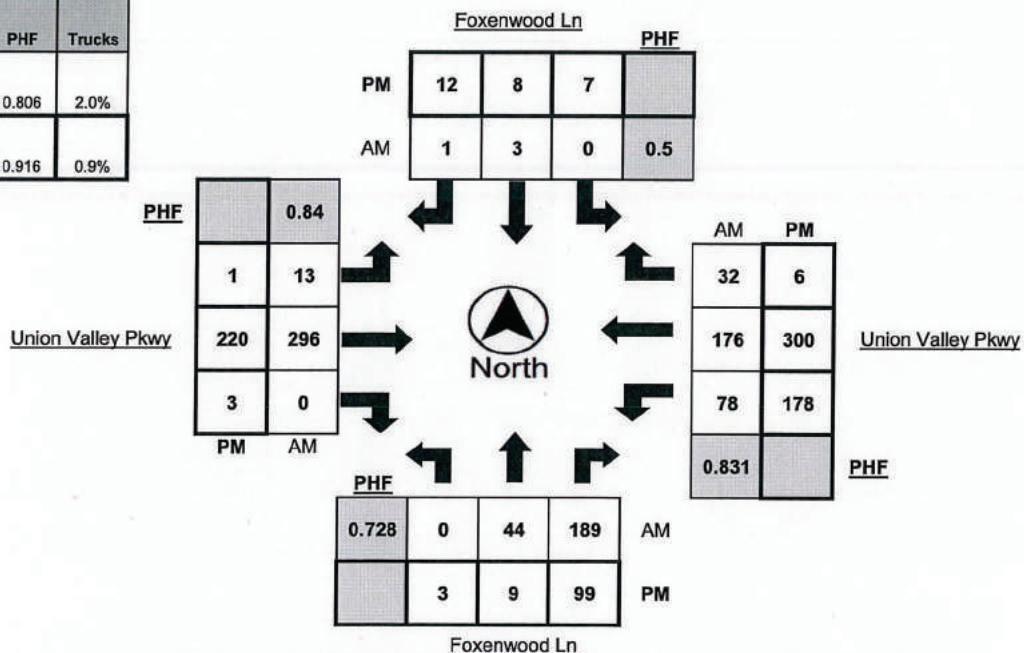 PHF Trucks
0.806 2.0%
0.916 0.9%
Foxenwood Ln
PHF
PM 12 8 7
AM 1 3 0 0.5
PHF 0.84
1 13
Union Valley Pkwy 220 296
3 0
PM AM
North
AM PM
32 6
176 300 Union Valley Pkwy
78 178
0.831 PHF
PHF
0.728 0 44 189 AM
3 9 99 PM
Foxenwood Ln